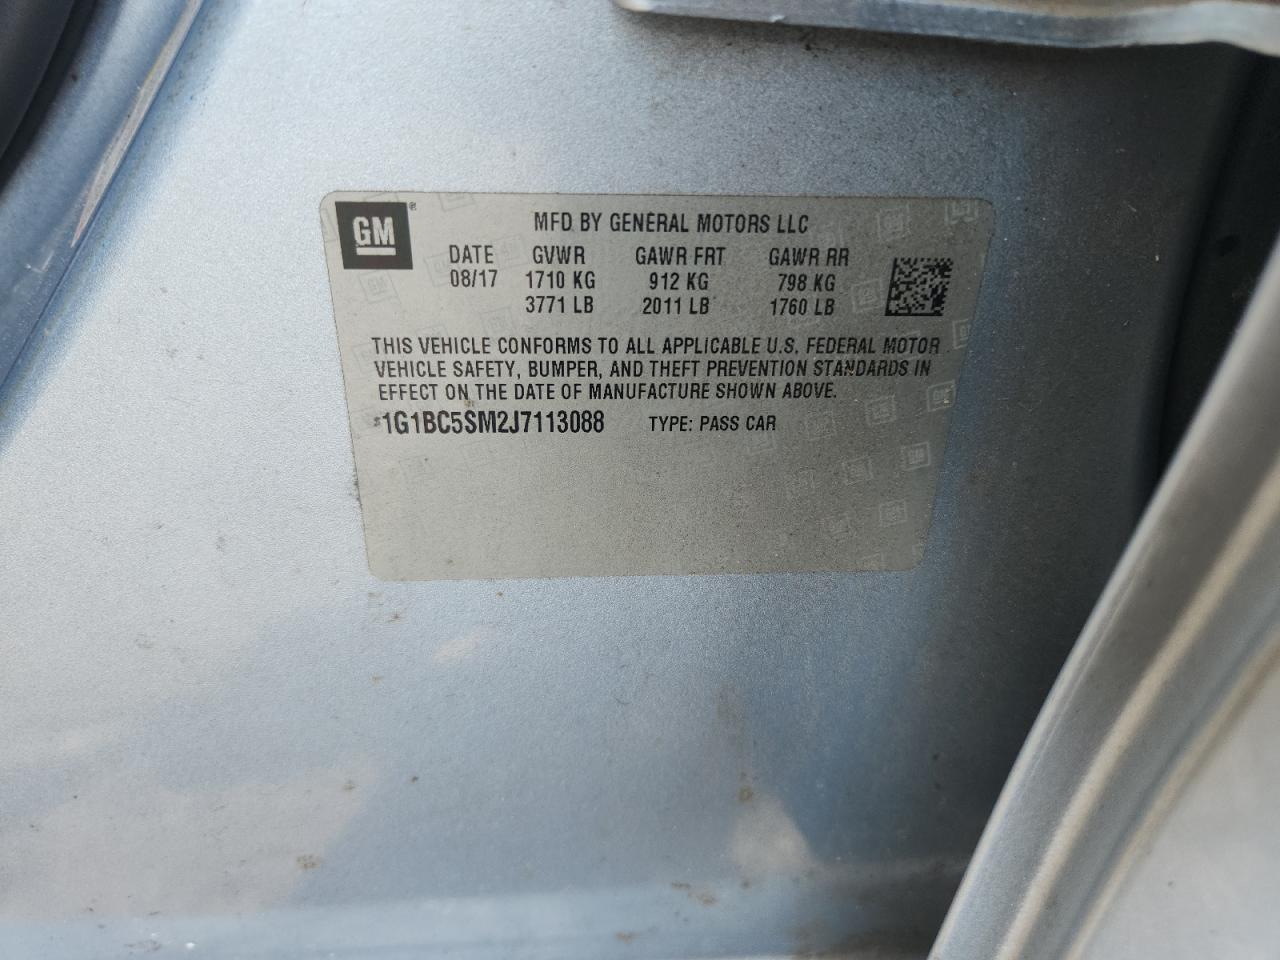 GM®
MFD BY GENERAL MOTORS LLC
DATE GVWR GAWR FRT GAWR RR
08/17 1710 KG 912 KG 798 KG
3771 LB 2011 LB 1760 LB
THIS VEHICLE CONFORMS TO ALL APPLICABLE U.S. FEDERAL MOTOR
VEHICLE SAFETY, BUMPER, AND THEFT PREVENTION STANDARDS IN
EFFECT ON THE DATE OF MANUFACTURE SHOWN ABOVE.
1G1BC5SM2J7113088 TYPE: PASS CAR